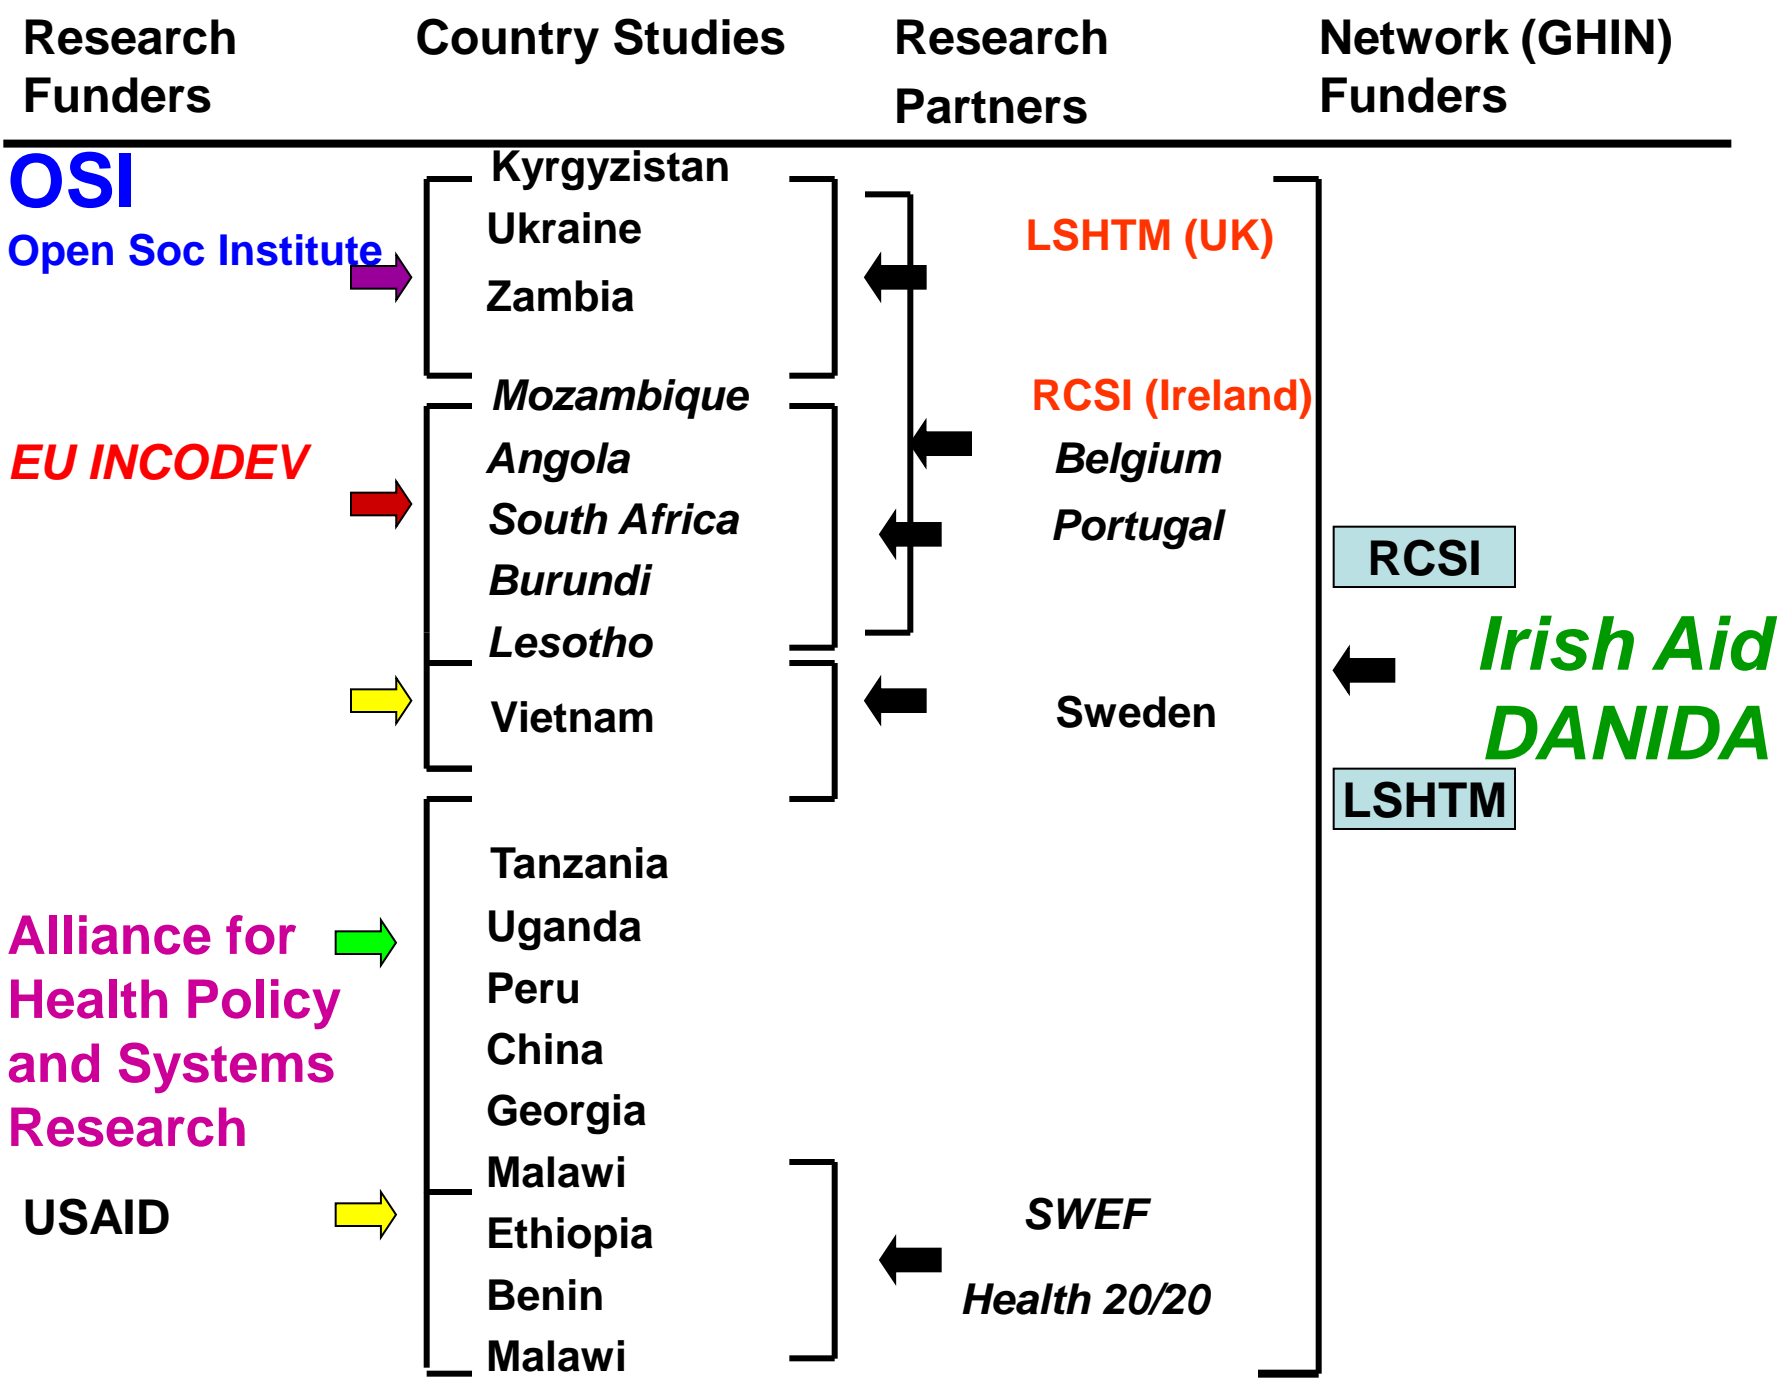 Research
Funders
Country Studies
Research
Partners
Network (GHIN)
Funders
OSI
Open Soc Institute
EU INCODEV
Alliance for
Health Policy
and Systems
Research
USAID
Kyrgyzistan
Ukraine
Zambia
Mozambique
Angola
South Africa
Burundi
Lesotho
Vietnam
Tanzania
Uganda
Peru
China
Georgia
Malawi
Ethiopia
Benin
Malawi
LSHTM (UK)
RCSI (Ireland)
Belgium
Portugal
Sweden
SWEF
Health 20/20
RCSI
Irish Aid
DANIDA
LSHTM